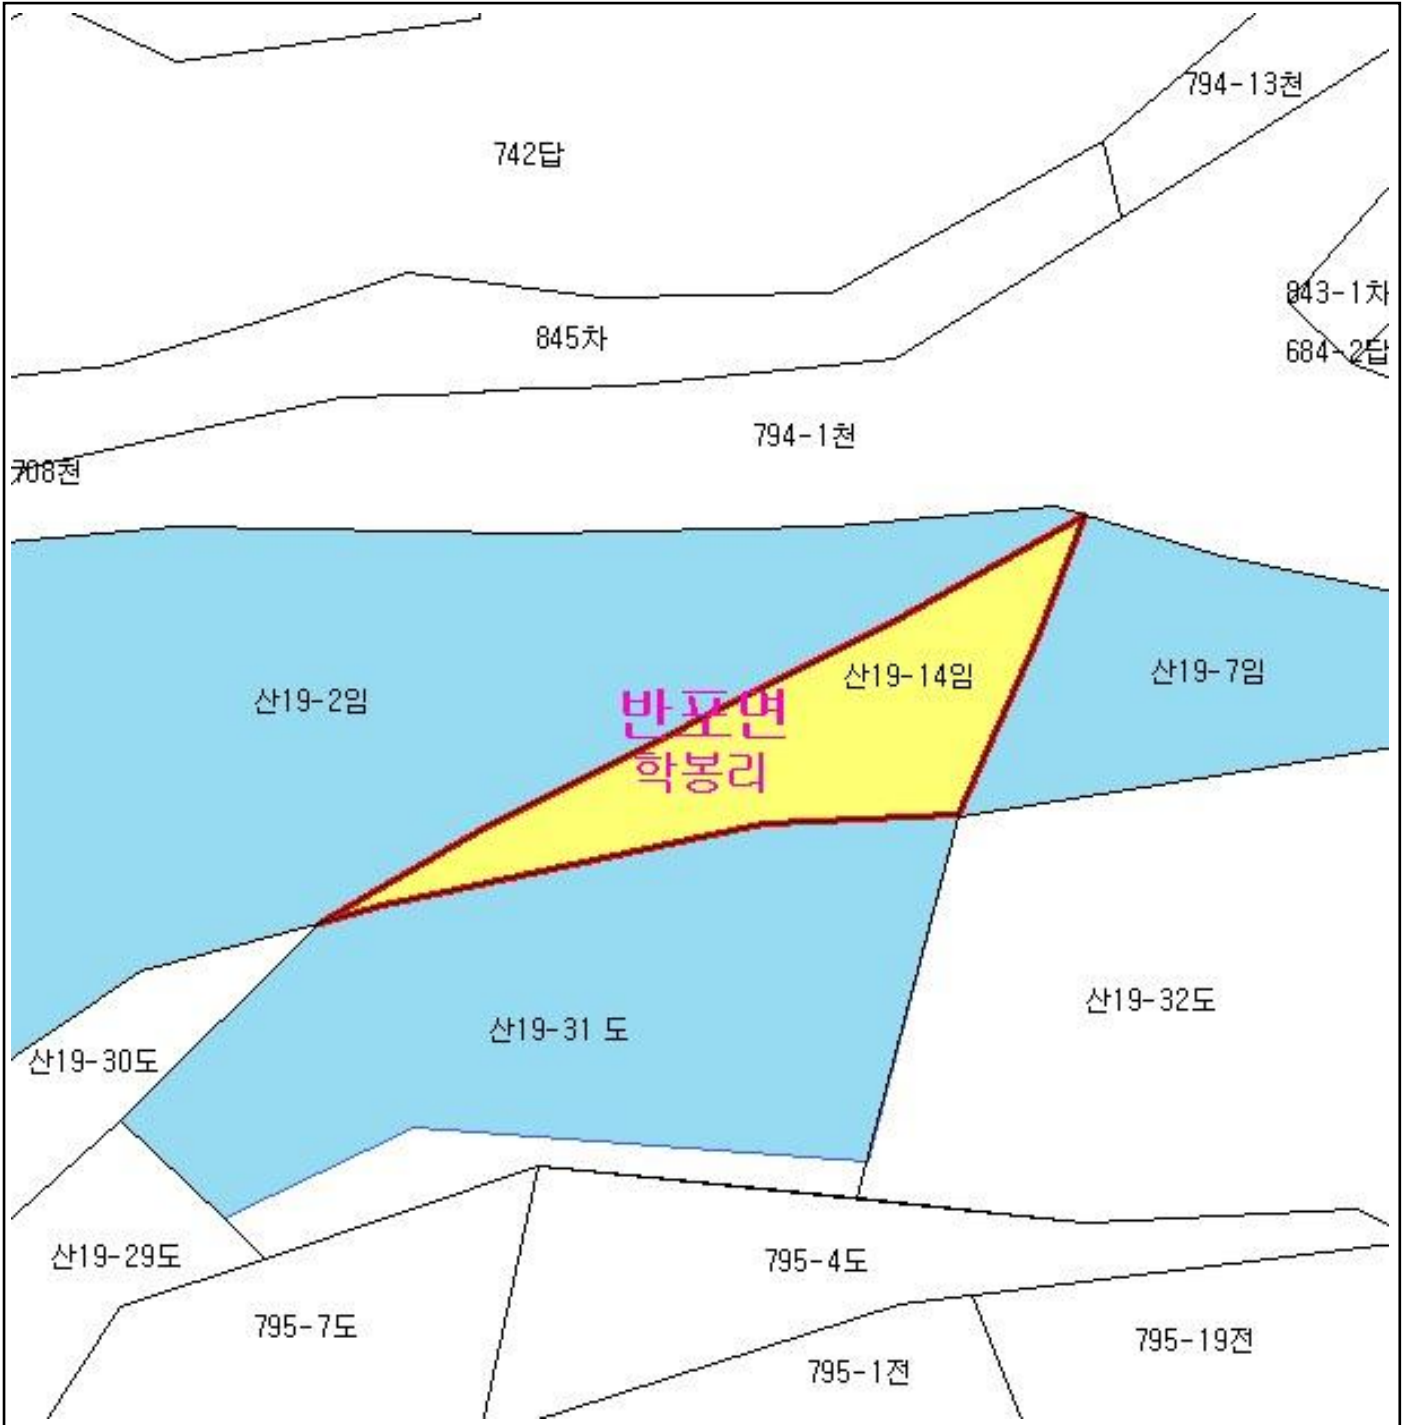 794-13천
742답
843-1차
845차
684-2답
794-1천
708천
산19-14임
산19-7임
산19-2임
반포면
학봉리
산19-32도
산19-31 도
산19-30도
산19-29도
795-4도
795-7도
795-19전
795-1전